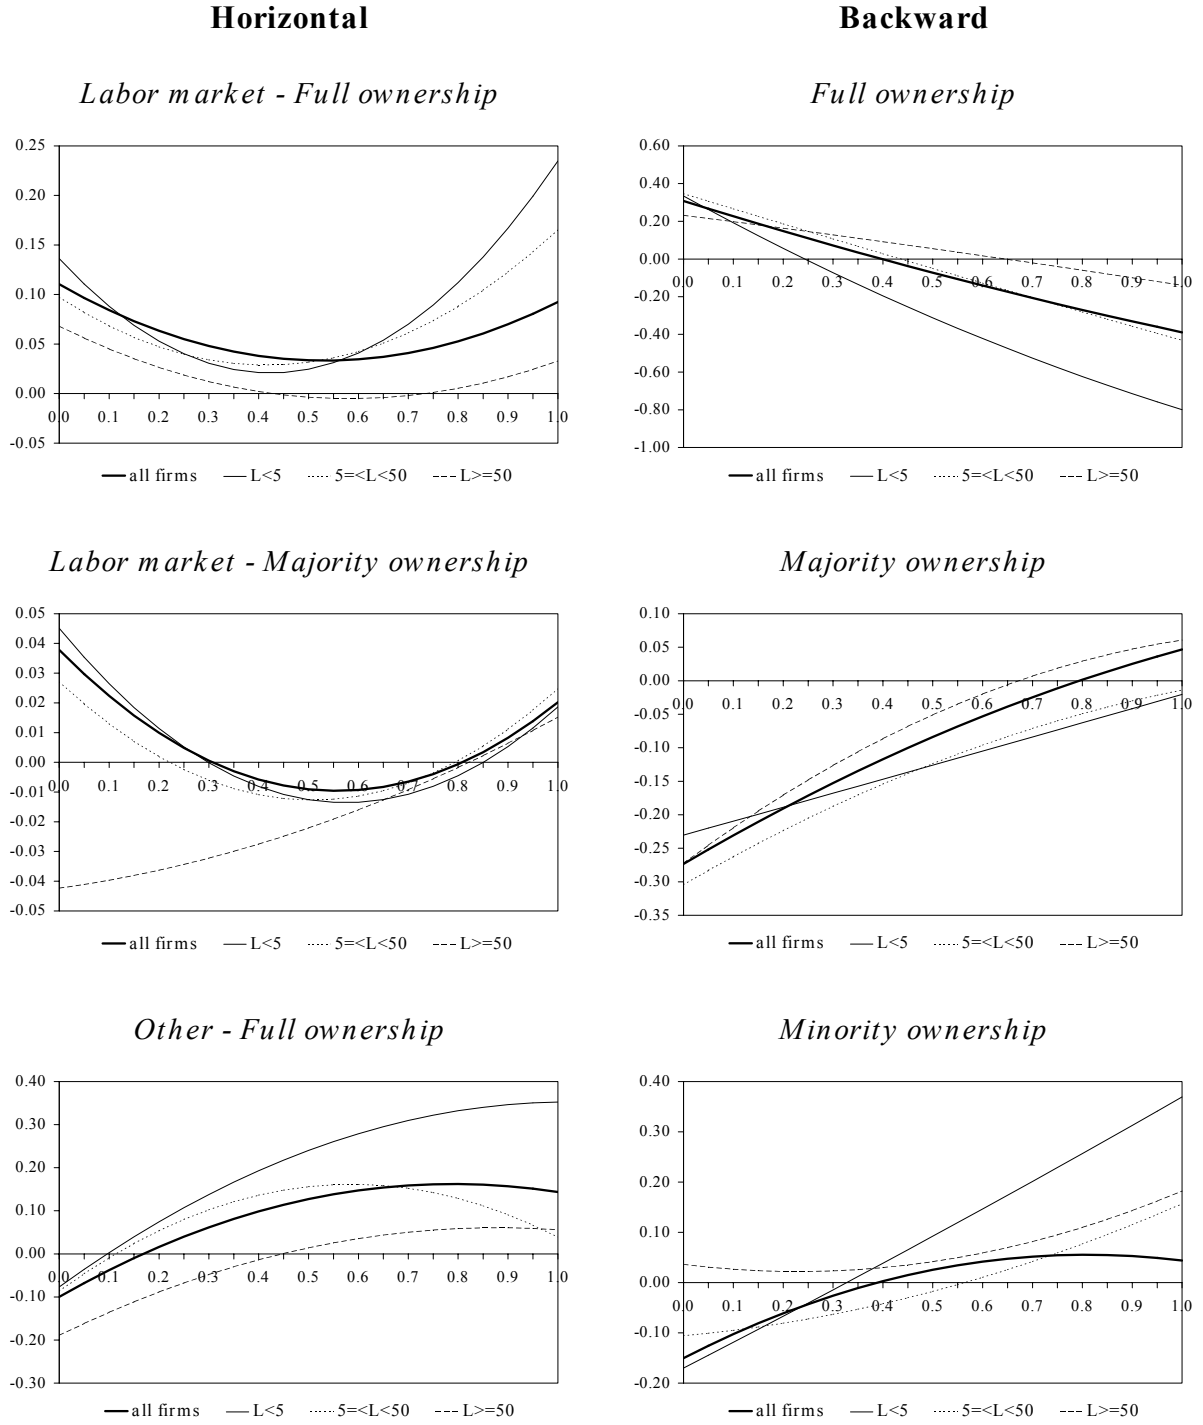 Horizontal
Backward
Labor market - Full ownership
Full ownership
0.25
0.20
0.15
0.10
0.05
0.00
-0.05
0.0 0.1 0.2 0.3 0.4 0.5 0.6 0.7 0.8 0.9 1.0
all firms L<5 5=<L<50 L>=50
0.60
0.40
0.20
0.00
-0.20
-0.40
-0.60
-0.80
-1.00
0.0 0.1 0.2 0.3 0.4 0.5 0.6 0.7 0.8 0.9 1.0
all firms L<5 5=<L<50 L>=50
Labor market - Majority ownership
Majority ownership
0.05
0.04
0.03
0.02
0.01
0.00
-0.01
-0.02
-0.03
-0.04
-0.05
0.0 0.1 0.2 0.3 0.4 0.5 0.6 0.7 0.8 0.9 1.0
all firms L<5 5=<L<50 L>=50
0.10
0.05
0.00
-0.05
-0.10
-0.15
-0.20
-0.25
-0.30
-0.35
0.0 0.1 0.2 0.3 0.4 0.5 0.6 0.7 0.8 0.9 1.0
all firms L<5 5=<L<50 L>=50
Other - Full ownership
Minority ownership
0.40
0.30
0.20
0.10
0.00
-0.10
-0.20
-0.30
0.0 0.1 0.2 0.3 0.4 0.5 0.6 0.7 0.8 0.9 1.0
all firms L<5 5=<L<50 L>=50
0.40
0.30
0.20
0.10
0.00
-0.10
-0.20
0.0 0.1 0.2 0.3 0.4 0.5 0.6 0.7 0.8 0.9 1.0
all firms L<5 5=<L<50 L>=50